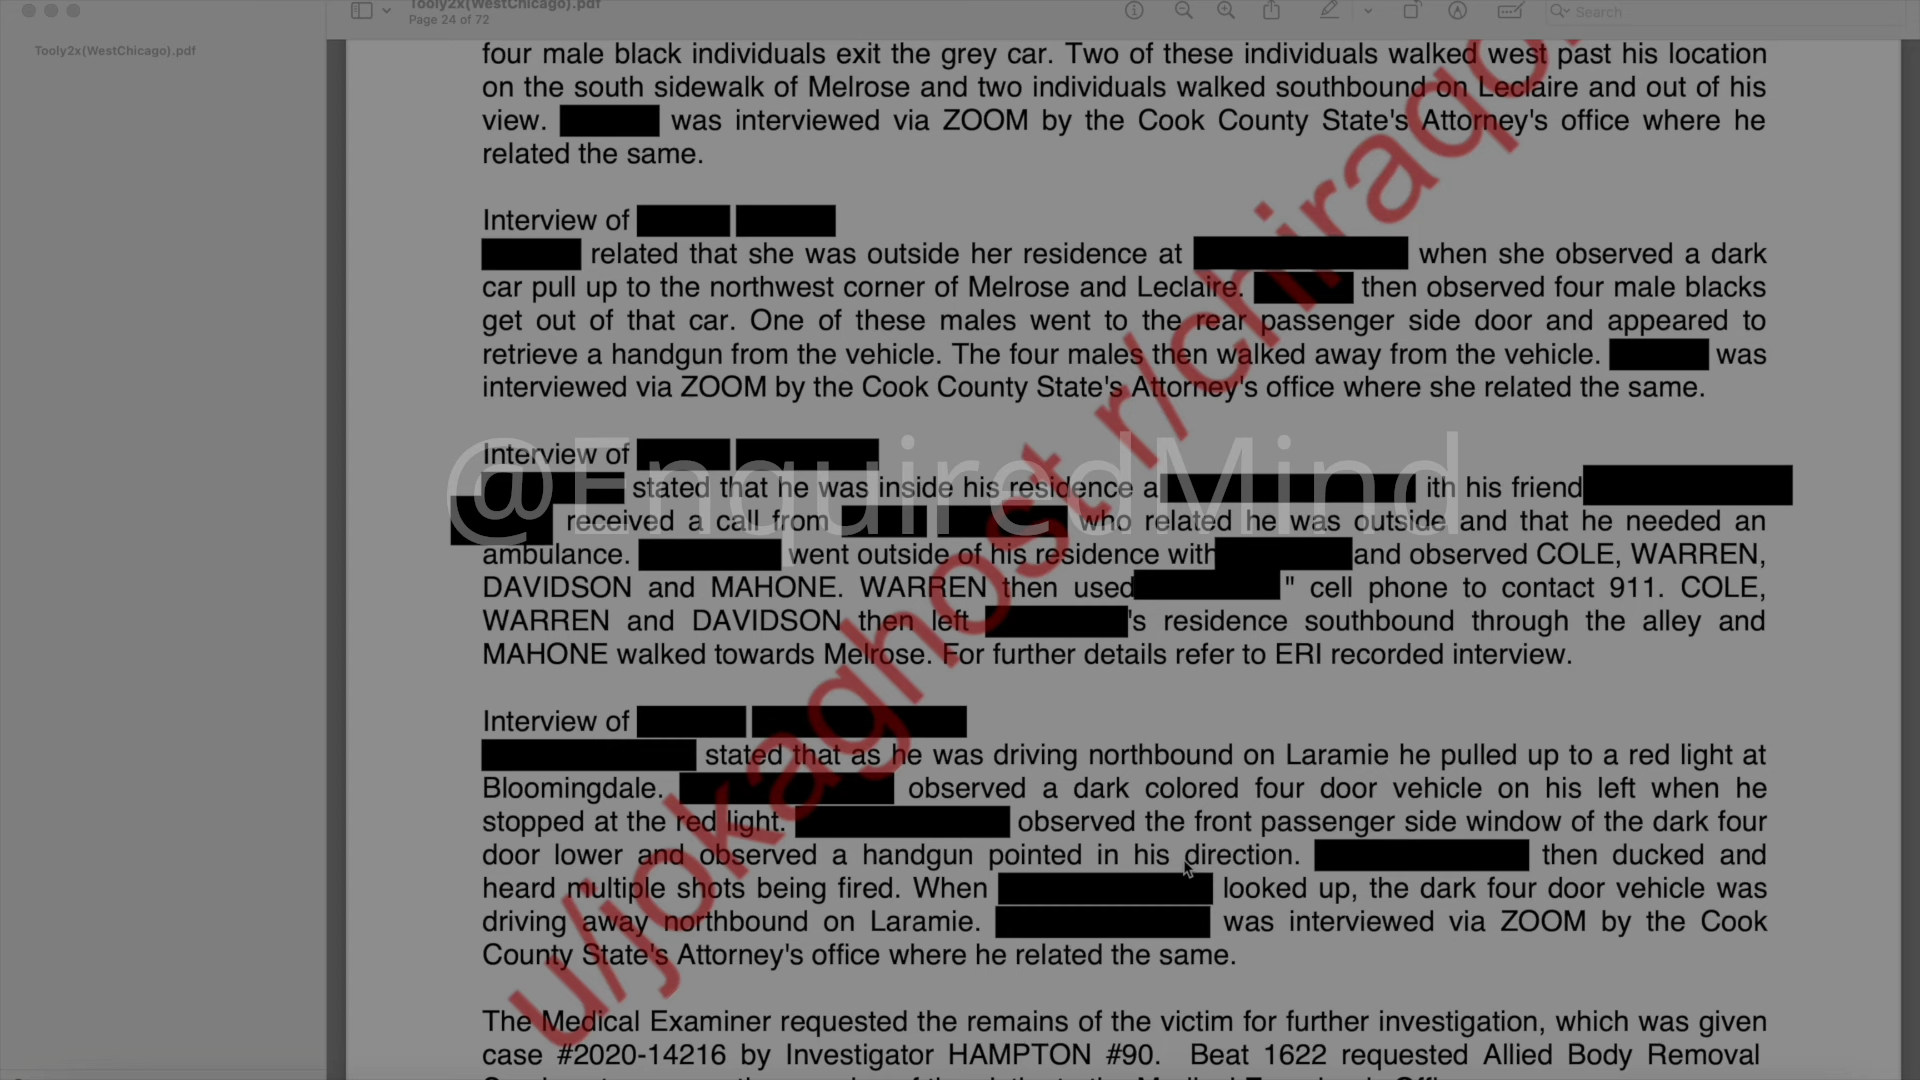 Tooly2x(WestChicago).pdf
Page 24 of 72
Search
Tooly2x(WestChicago).pdf
four male black individuals exit the grey car. Two of these individuals walked west past his location
on the south sidewalk of Melrose and two individuals walked southbound on Leclaire and out of his
view. was interviewed via ZOOM by the Cook County State's Attorney's office where he
related the same.
Interview of
related that she was outside her residence at when she observed a dark
car pull up to the northwest corner of Melrose and Leclaire. then observed four male blacks
get out of that car. One of these males went to the rear passenger side door and appeared to
retrieve a handgun from the vehicle. The four males then walked away from the vehicle. was
interviewed via ZOOM by the Cook County State's Attorney's office where she related the same.
Interview of
@EnquiredMind
stated that he was inside his residence a ith his friend
received a call from who related he was outside and that he needed an
ambulance. went outside of his residence with and observed COLE, WARREN,
DAVIDSON and MAHONE. WARREN then used " cell phone to contact 911. COLE,
WARREN and DAVIDSON then left 's residence southbound through the alley and
MAHONE walked towards Melrose. For further details refer to ERI recorded interview.
Interview of
stated that as he was driving northbound on Laramie he pulled up to a red light at
Bloomingdale. observed a dark colored four door vehicle on his left when he
stopped at the red light. observed the front passenger side window of the dark four
door lower and observed a handgun pointed in his direction. then ducked and
heard multiple shots being fired. When looked up, the dark four door vehicle was
driving away northbound on Laramie. was interviewed via ZOOM by the Cook
County State's Attorney's office where he related the same.
The Medical Examiner requested the remains of the victim for further investigation, which was given
case #2020-14216 by Investigator HAMPTON #90. Beat 1622 requested Allied Body Removal
u/jokaghost r/chiraqo